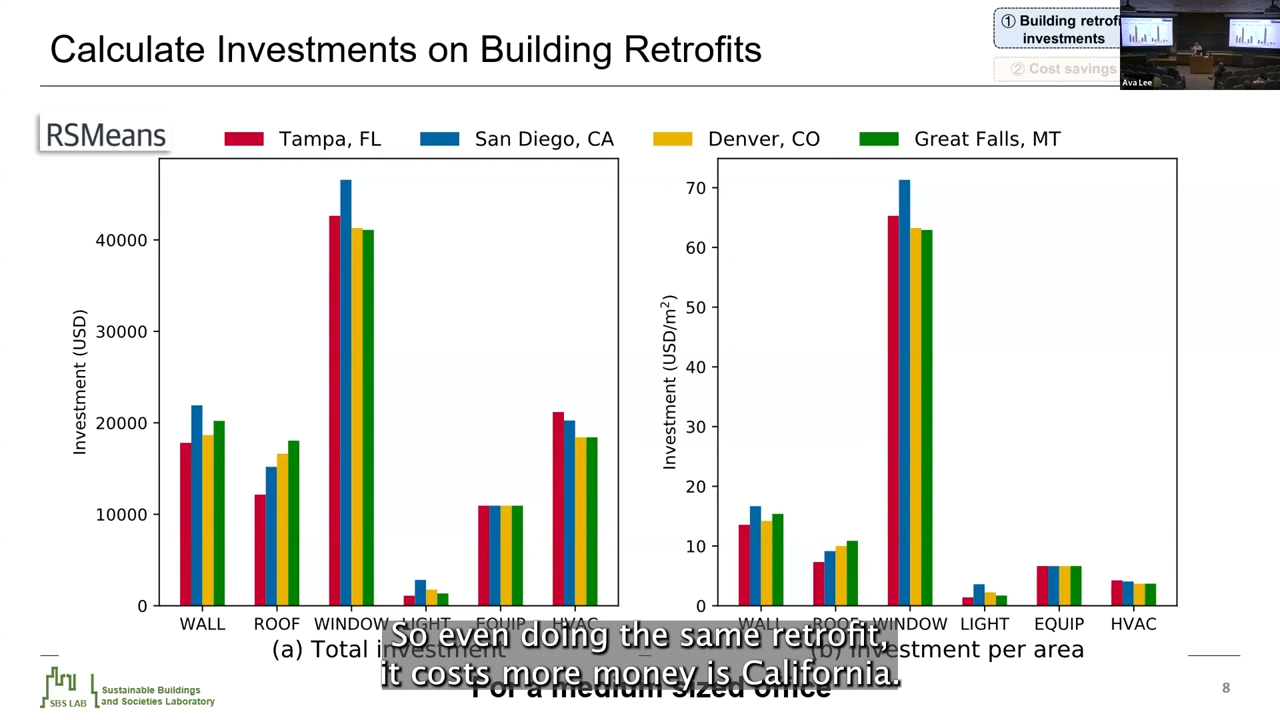 Calculate Investments on Building Retrofits
① Building retrofi
investments
② Cost savings
Ava Lee
RSMeans
Tampa, FL
San Diego, CA
Denver, CO
Great Falls, MT
Investment (USD)
40000
30000
20000
10000
0
WALL ROOF WINDOW LIGHT EQUIP HVAC
(a) Total investment
Investment (USD/m²)
70
60
50
40
30
20
10
0
WALL ROOF WINDOW LIGHT EQUIP HVAC
(b) Investment per area
So even doing the same retrofit,
it costs more money is California.
For a medium sized office
SBS LAB
Sustainable Buildings
and Societies Laboratory
8